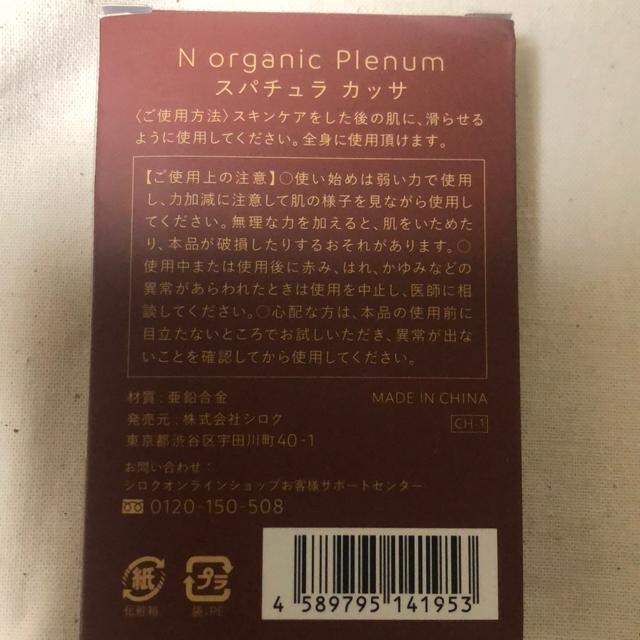 N organic Plenum
スパチュラ カッサ
〈ご使用方法〉スキンケアをした後の肌に、滑らせる
ように使用してください。全身に使用頂けます。
【ご使用上の注意】○使い始めは弱い力で使用
し、力加減に注意して肌の様子を見ながら使用
してください。無理な力を加えると、肌をいためた
り、本品が破損したりするおそれがあります。○
使用中または使用後に赤み、はれ、かゆみなどの
異常があらわれたときは使用を中止し、医師に相
談してください。○心配な方は、本品の使用前に
目立たないところでお試しいただき、異常が出な
いことを確認してから使用してください。
材質：亜鉛合金 MADE IN CHINA
発売元：株式会社シロク CH-1
東京都渋谷区宇田川町40-1
お問い合わせ：
シロクオンラインショップお客様サポートセンター
0120-150-508
紙 プラ
化粧箱 袋：PE
4 589795 141953